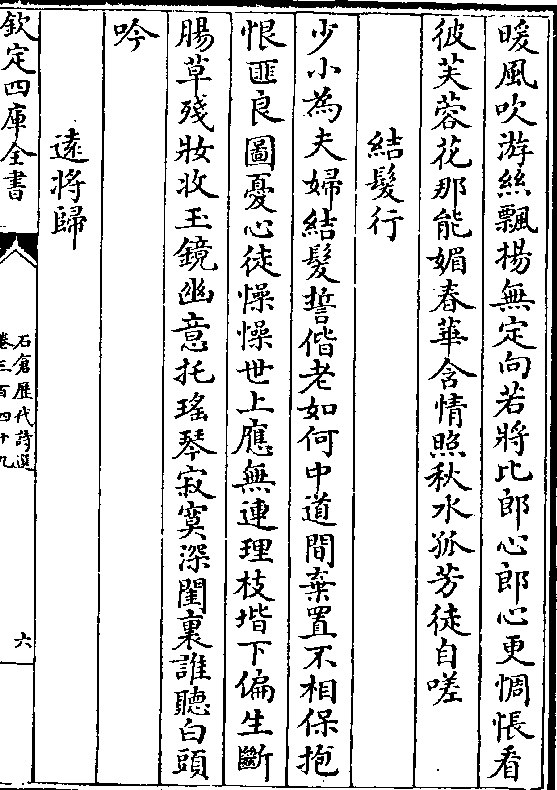 暖風吹游絲飄揚無定向若將比郎心郎心更惆悵看
彼芙蓉花那能媚春華含情照秋水孤芳徒自嗟
結髮行
少小為夫婦結髮誓偕老如何中道間棄置不相保抱
恨匪良圖憂心徒懆懆世上應無連理枝堦下偏生斷
腸草殘妝收玉鏡幽意托瑤琴寂寞深閨裏誰聽白頭
吟
遠將歸
欽定四庫全書
石倉歷代詩選
卷三百四十九
六